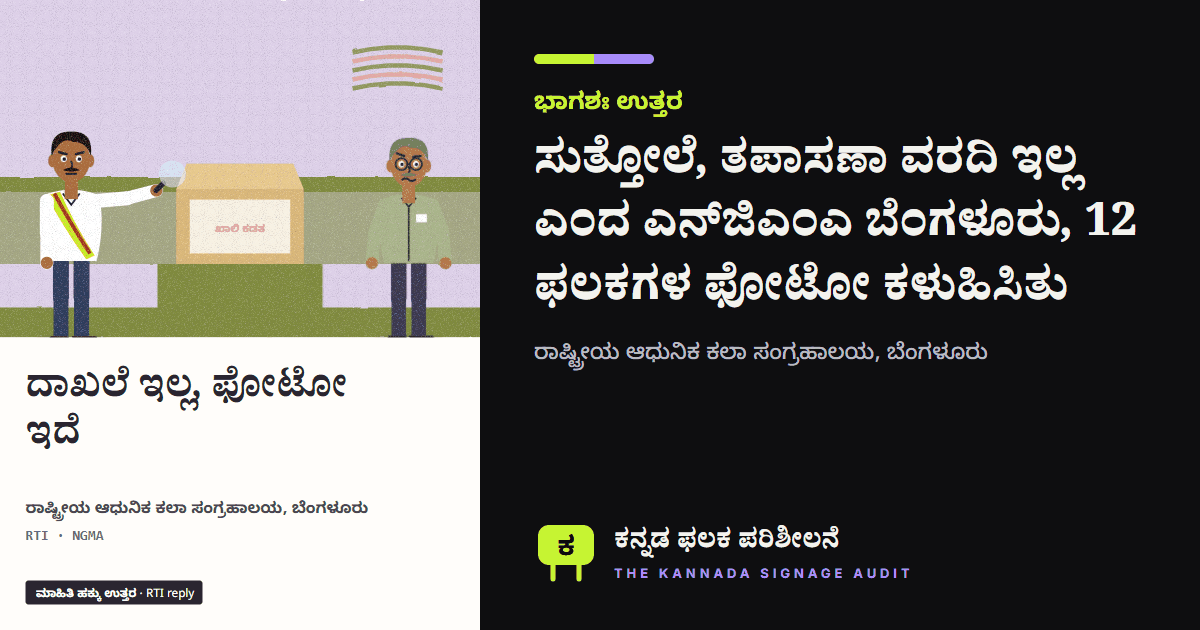 ಖಾಲಿ ಕಡತ
ದಾಖಲೆ ಇಲ್ಲ, ಫೋಟೋ
ಇದೆ
ರಾಷ್ಟ್ರೀಯ ಆಧುನಿಕ ಕಲಾ ಸಂಗ್ರಹಾಲಯ, ಬೆಂಗಳೂರು
RTI · NGMA
ಮಾಹಿತಿ ಹಕ್ಕು ಉತ್ತರ · RTI reply
ಭಾಗಶಃ ಉತ್ತರ
ಸುತ್ತೋಲೆ, ತಪಾಸಣಾ ವರದಿ ಇಲ್ಲ
ಎಂದ ಎನ್‌ಜಿಎಂಎ ಬೆಂಗಳೂರು, 12
ಫಲಕಗಳ ಫೋಟೋ ಕಳುಹಿಸಿತು
ರಾಷ್ಟ್ರೀಯ ಆಧುನಿಕ ಕಲಾ ಸಂಗ್ರಹಾಲಯ, ಬೆಂಗಳೂರು
ಕ
ಕನ್ನಡ ಫಲಕ ಪರಿಶೀಲನೆ
THE KANNADA SIGNAGE AUDIT